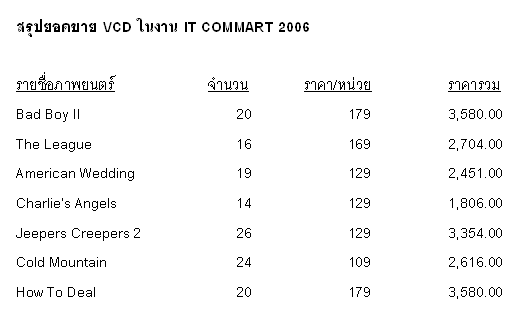 สรุปยอดขาย VCD ในงาน IT COMMART 2006
รายชื่อภาพยนตร์ จำนวน ราคา/หน่วย ราคารวม
Bad Boy II 20 179 3,580.00
The League 16 169 2,704.00
American Wedding 19 129 2,451.00
Charlie's Angels 14 129 1,806.00
Jeepers Creepers 2 26 129 3,354.00
Cold Mountain 24 109 2,616.00
How To Deal 20 179 3,580.00